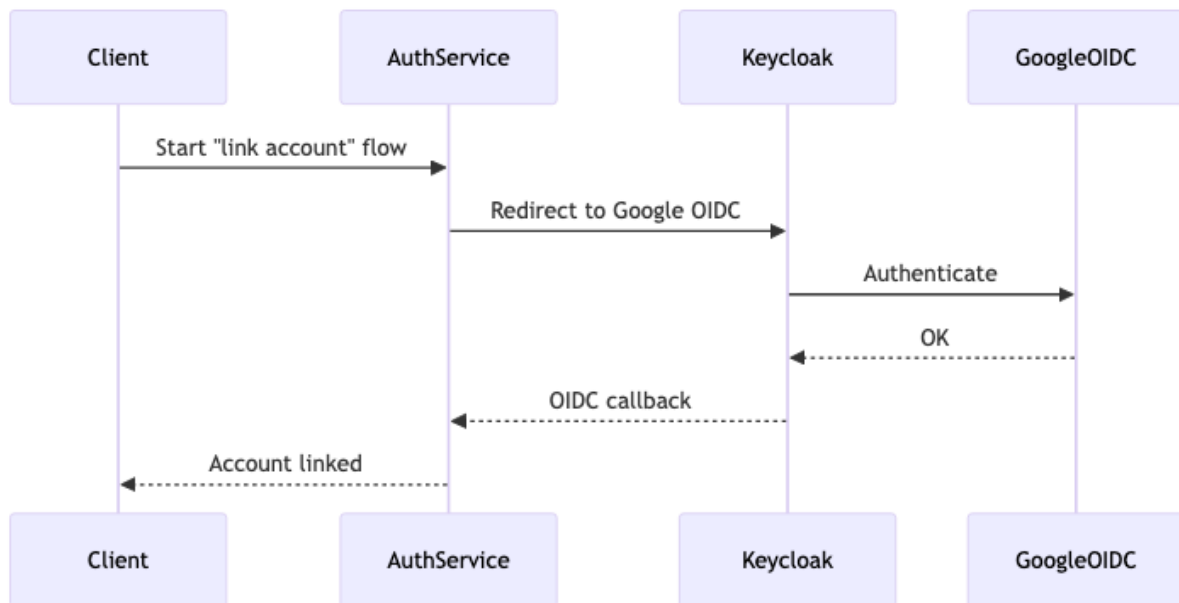 Client
AuthService
Keycloak
GoogleOIDC
Start "link account" flow
Redirect to Google OIDC
Authenticate
OK
OIDC callback
Account linked
Client
AuthService
Keycloak
GoogleOIDC